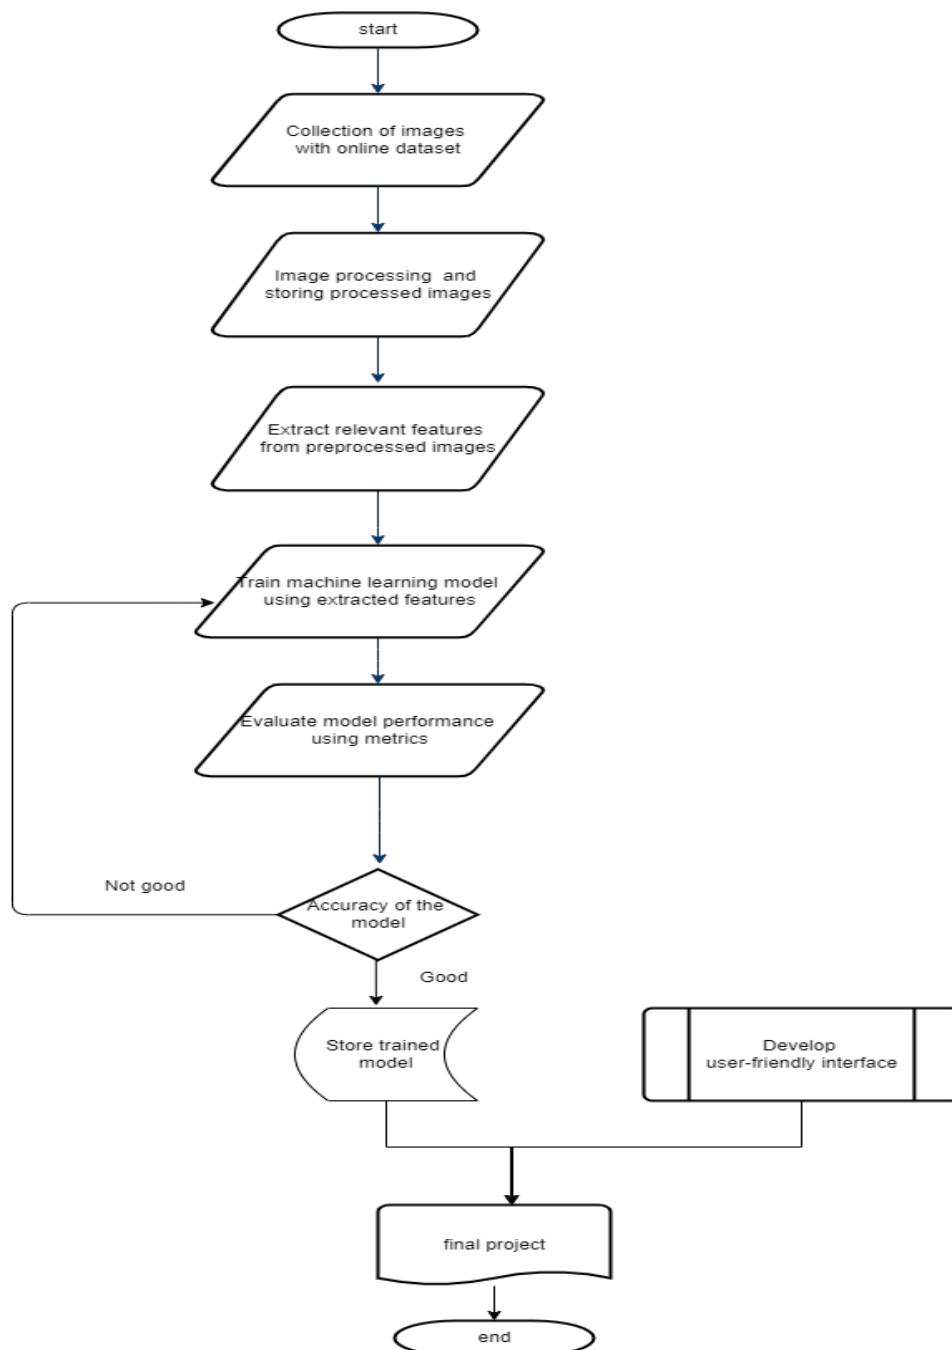 start
Collection of images
with online dataset
Image processing and
storing processed images
Extract relevant features
from preprocessed images
Train machine learning model
using extracted features
Evaluate model performance
using metrics
Not good
Accuracy of the
model
Good
Store trained
model
Develop
user-friendly interface
final project
end